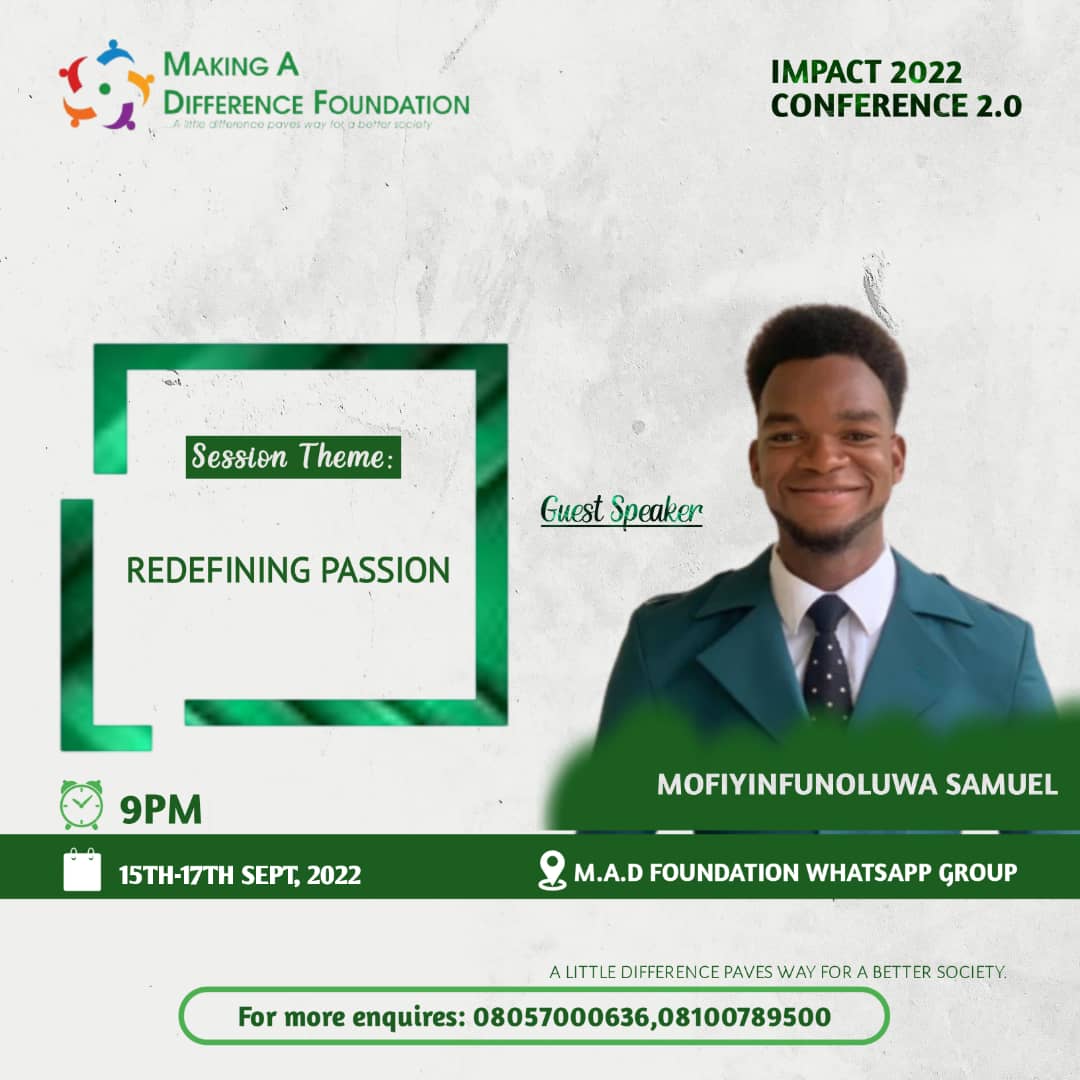 MAKING A
DIFFERENCE FOUNDATION
...A little difference paves way for a better society
IMPACT 2022
CONFERENCE 2.0
Session Theme:
REDEFINING PASSION
Guest Speaker
MOFIYINFUNOLUWA SAMUEL
9PM
15TH-17TH SEPT, 2022
M.A.D FOUNDATION WHATSAPP GROUP
A LITTLE DIFFERENCE PAVES WAY FOR A BETTER SOCIETY.
For more enquires: 08057000636,08100789500